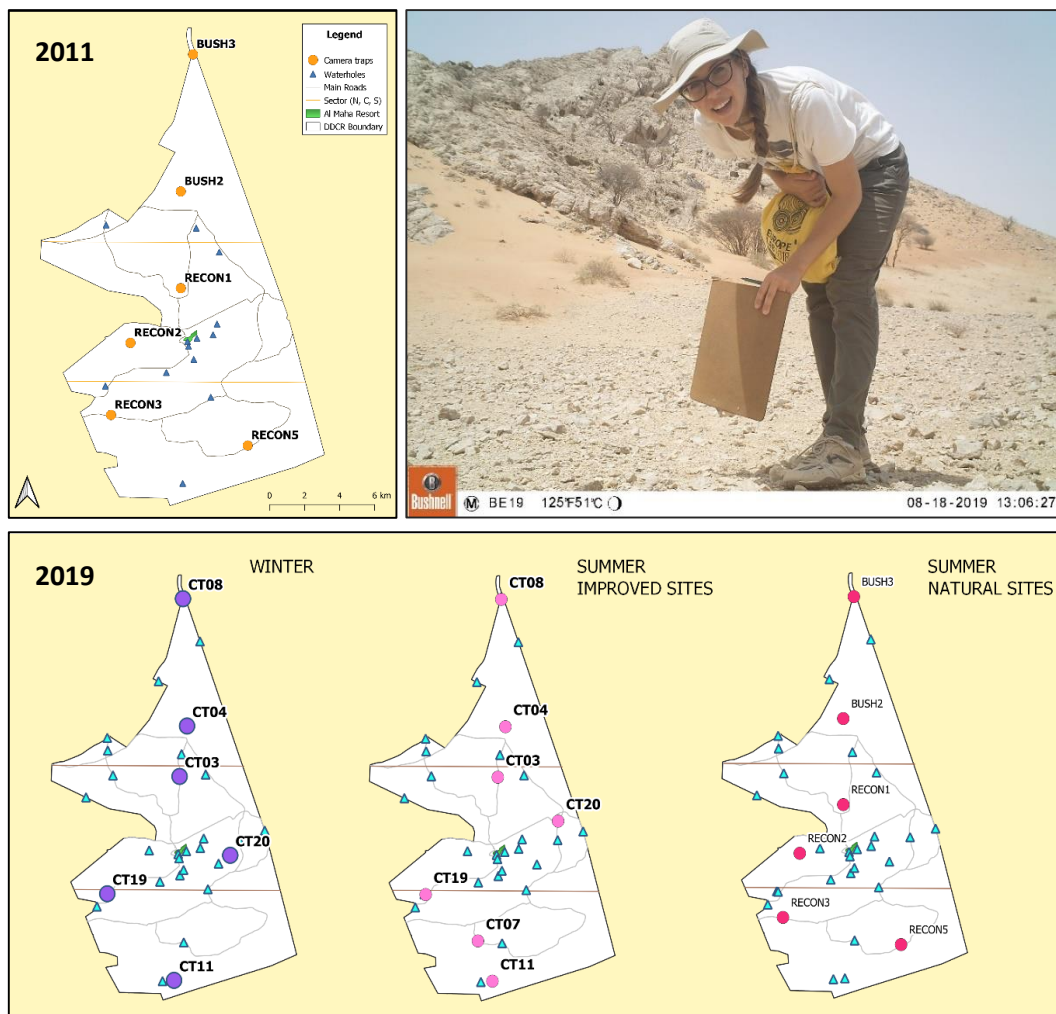 2011
BUSH3
BUSH2
RECON1
RECON2
RECON3
RECON5
Legend
Camera traps
Waterholes
Main Roads
Sector (N, C, S)
Al Maha Resort
DDCR Boundary
0 2 4 6 km
EUROPE
Bushnell
M BE19 125°F51°C 08-18-2019 13:06:27
2019
WINTER
CT08
CT04
CT03
CT20
CT19
CT11
SUMMER
IMPROVED SITES
CT08
CT04
CT03
CT20
CT19
CT07
CT11
SUMMER
NATURAL SITES
BUSH3
BUSH2
RECON1
RECON2
RECON3
RECON5